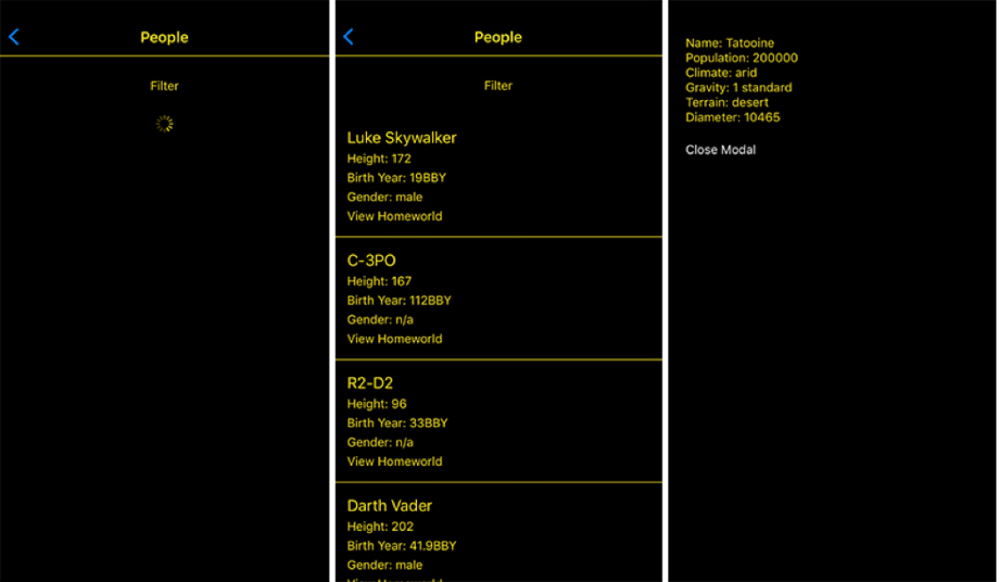 People
Filter
People
Filter
Luke Skywalker
Height: 172
Birth Year: 19BBY
Gender: male
View Homeworld
C-3PO
Height: 167
Birth Year: 112BBY
Gender: n/a
View Homeworld
R2-D2
Height: 96
Birth Year: 33BBY
Gender: n/a
View Homeworld
Darth Vader
Height: 202
Birth Year: 41.9BBY
Gender: male
Name: Tatooine
Population: 200000
Climate: arid
Gravity: 1 standard
Terrain: desert
Diameter: 10465
Close Modal